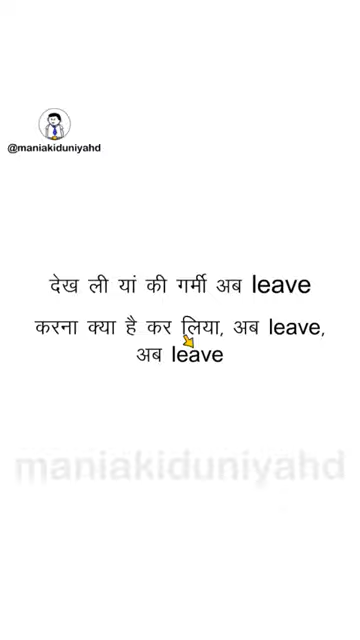 @maniakiduniyahd
देख ली यां की गर्मी अब leave
करना क्या है कर लिया, अब leave,
अब leave
maniakiduniyahd